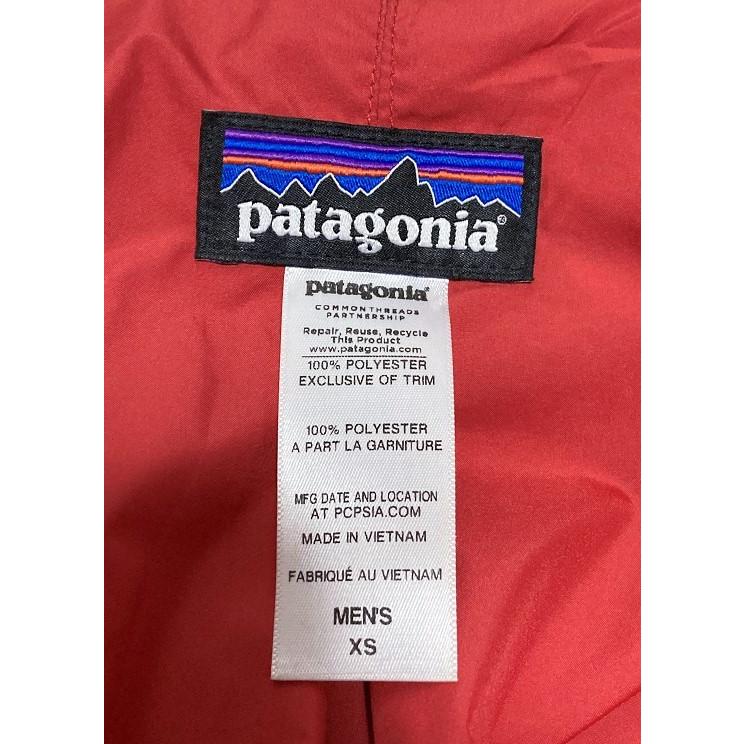 patagonia®
patagonia®
COMMON THREADS
PARTNERSHIP
Repair, Reuse, Recycle
This Product
www.patagonia.com
100% POLYESTER
EXCLUSIVE OF TRIM
100% POLYESTER
A PART LA GARNITURE
MFG DATE AND LOCATION
AT PCPSIA.COM
MADE IN VIETNAM
FABRIQUÉ AU VIETNAM
MEN'S
XS